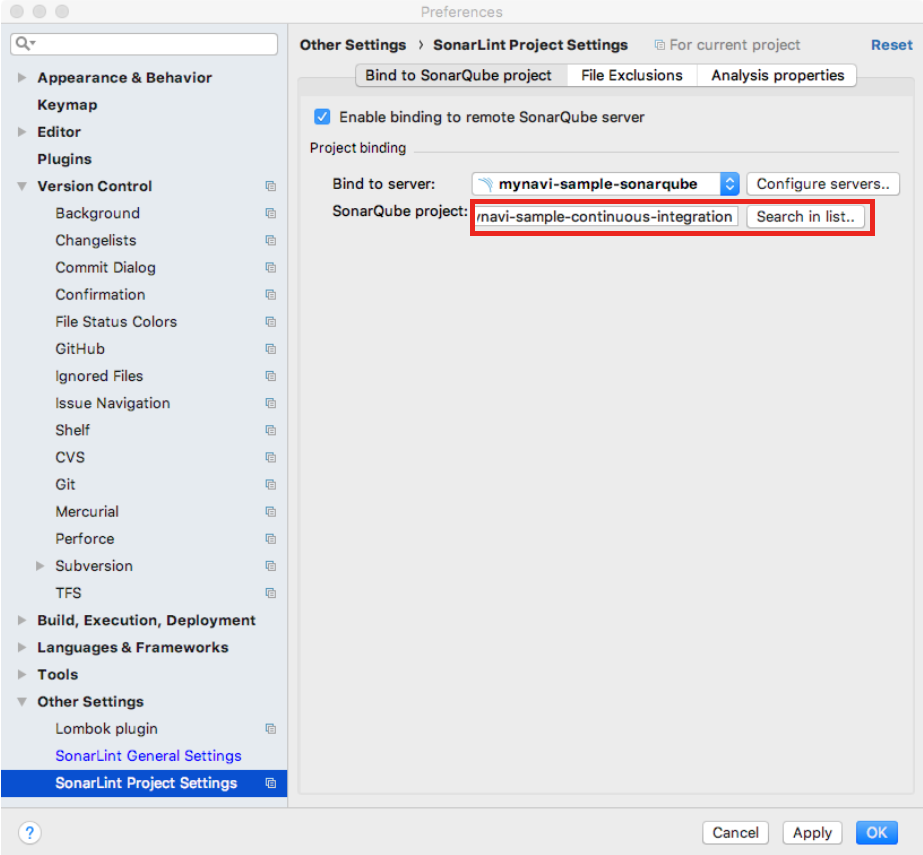 Preferences
Appearance & Behavior
Keymap
Editor
Plugins
Version Control
Background
Changelists
Commit Dialog
Confirmation
File Status Colors
GitHub
Ignored Files
Issue Navigation
Shelf
CVS
Git
Mercurial
Perforce
Subversion
TFS
Build, Execution, Deployment
Languages & Frameworks
Tools
Other Settings
Lombok plugin
SonarLint General Settings
SonarLint Project Settings
Other Settings › SonarLint Project Settings For current project Reset
Bind to SonarQube project File Exclusions Analysis properties
Enable binding to remote SonarQube server
Project binding
Bind to server: mynavi-sample-sonarqube Configure servers..
SonarQube project: ynavi-sample-continuous-integration Search in list..
? Cancel Apply OK